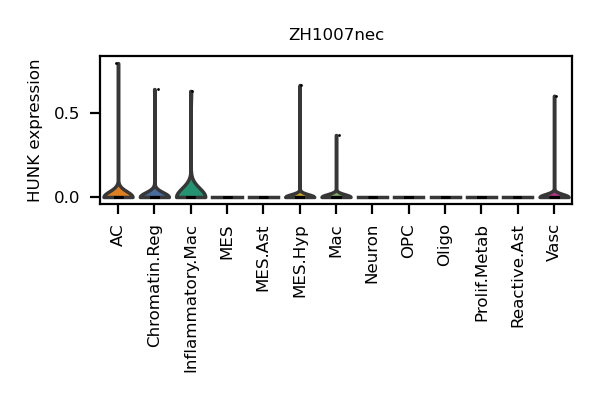 ZH1007nec
HUNK expression
0.5
0.0
AC
Chromatin.Reg
Inflammatory.Mac
MES
MES.Ast
MES.Hyp
Mac
Neuron
OPC
Oligo
Prolif.Metab
Reactive.Ast
Vasc